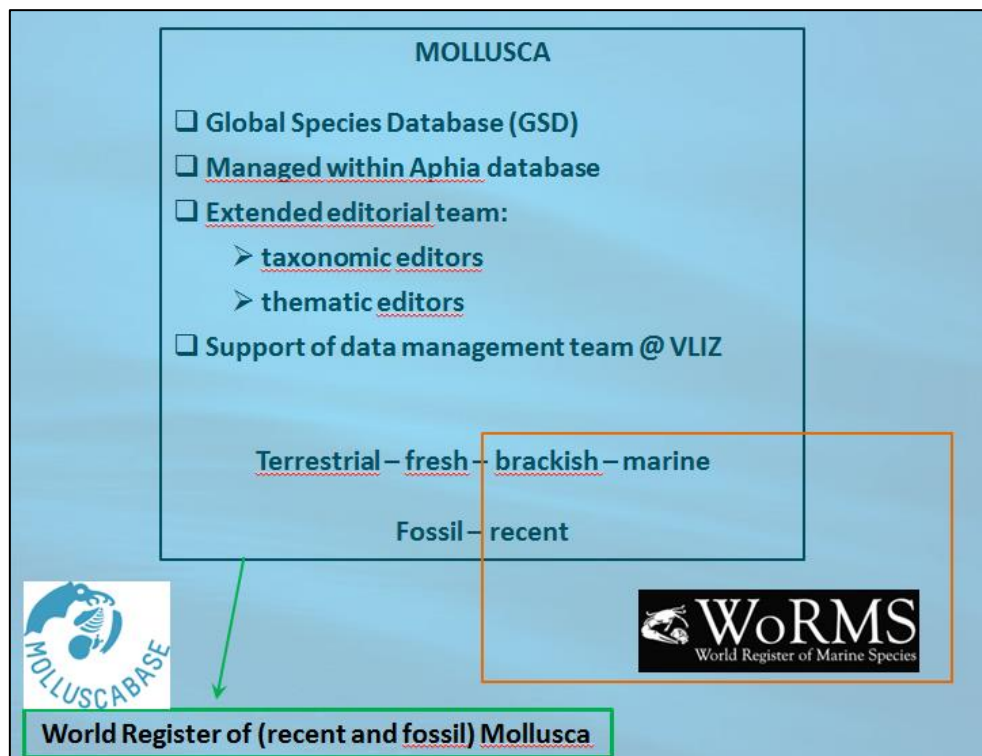 MOLLUSCA
Global Species Database (GSD)
Managed within Aphia database
Extended editorial team:
taxonomic editors
thematic editors
Support of data management team @ VLIZ
Terrestrial – fresh – brackish – marine
Fossil – recent
MOLLUSCABASE
WoRMS
World Register of Marine Species
World Register of (recent and fossil) Mollusca